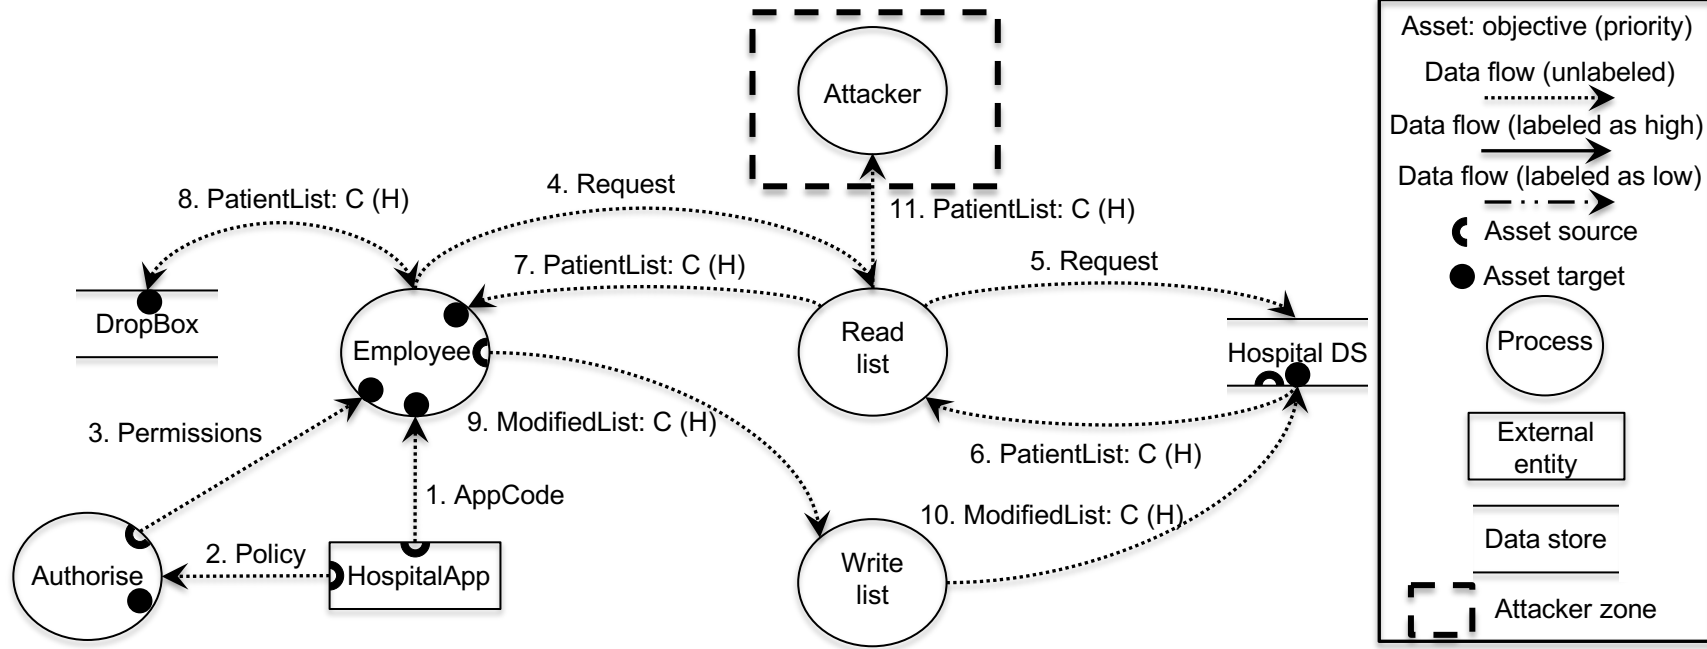 Attacker
8. PatientList: C (H)
4. Request
11. PatientList: C (H)
7. PatientList: C (H)
5. Request
DropBox
Employee
Read
list
Hospital DS
3. Permissions
9. ModifiedList: C (H)
6. PatientList: C (H)
1. AppCode
10. ModifiedList: C (H)
2. Policy
Authorise
HospitalApp
Write
list
Asset: objective (priority)
Data flow (unlabeled)
Data flow (labeled as high)
Data flow (labeled as low)
Asset source
Asset target
Process
External
entity
Data store
Attacker zone